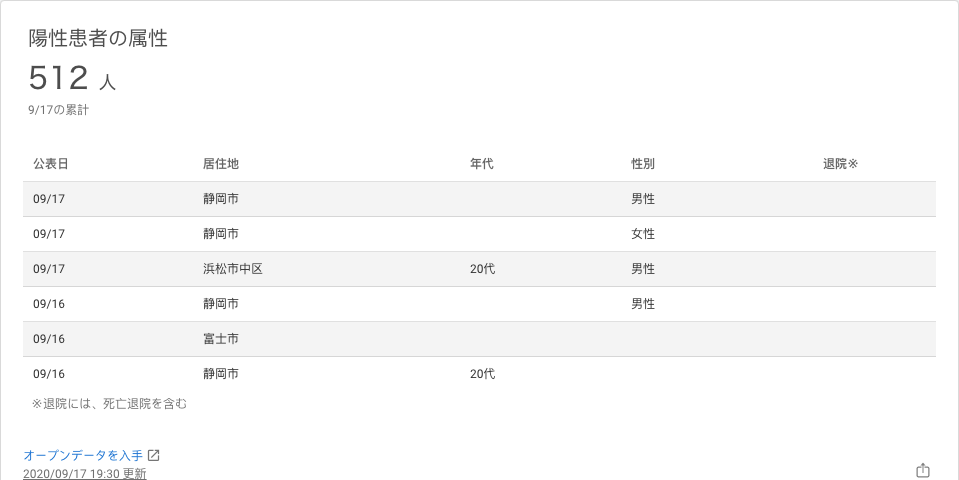 陽性患者の属性
512 人
9/17の累計
公表日 居住地 年代 性別 退院※
09/17 静岡市 男性
09/17 静岡市 女性
09/17 浜松市中区 20代 男性
09/16 静岡市 男性
09/16 富士市
09/16 静岡市 20代
※退院には、死亡退院を含む
オープンデータを入手
2020/09/17 19:30 更新